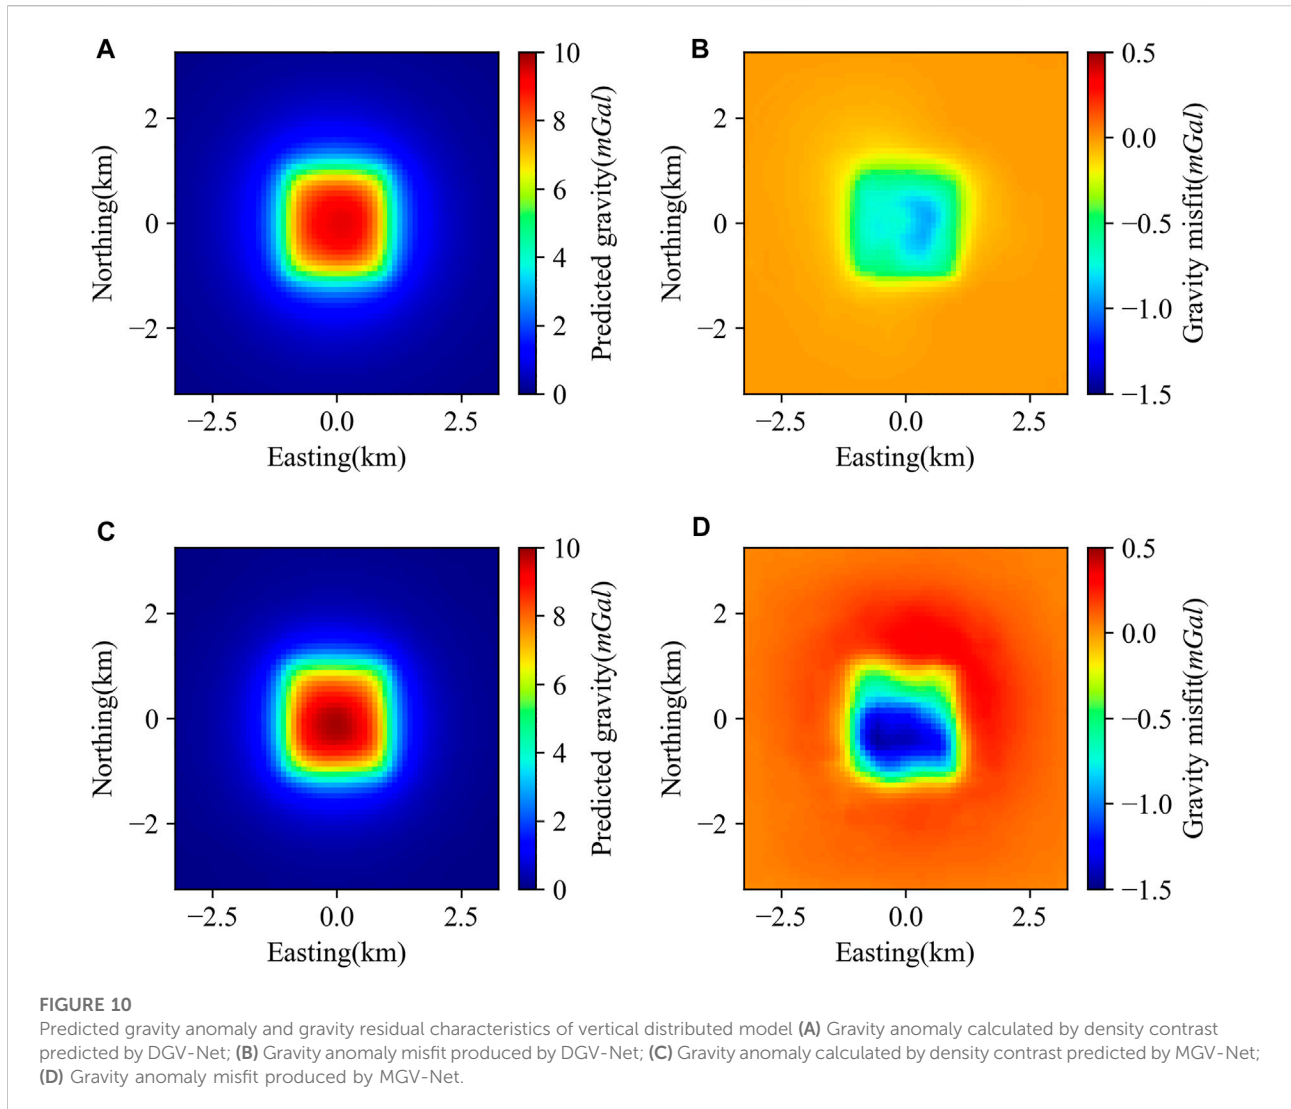 A
2
0
−2
Northing(km)
−2.5 0.0 2.5
Easting(km)
10
8
6
4
2
0
Predicted gravity(mGal)
B
2
0
−2
Northing(km)
−2.5 0.0 2.5
Easting(km)
0.5
0.0
−0.5
−1.0
−1.5
Gravity misfit(mGal)
C
2
0
−2
Northing(km)
−2.5 0.0 2.5
Easting(km)
10
8
6
4
2
0
Predicted gravity(mGal)
D
2
0
−2
Northing(km)
−2.5 0.0 2.5
Easting(km)
0.5
0.0
−0.5
−1.0
−1.5
Gravity misfit(mGal)
FIGURE 10
Predicted gravity anomaly and gravity residual characteristics of vertical distributed model (A) Gravity anomaly calculated by density contrast
predicted by DGV-Net; (B) Gravity anomaly misfit produced by DGV-Net; (C) Gravity anomaly calculated by density contrast predicted by MGV-Net;
(D) Gravity anomaly misfit produced by MGV-Net.